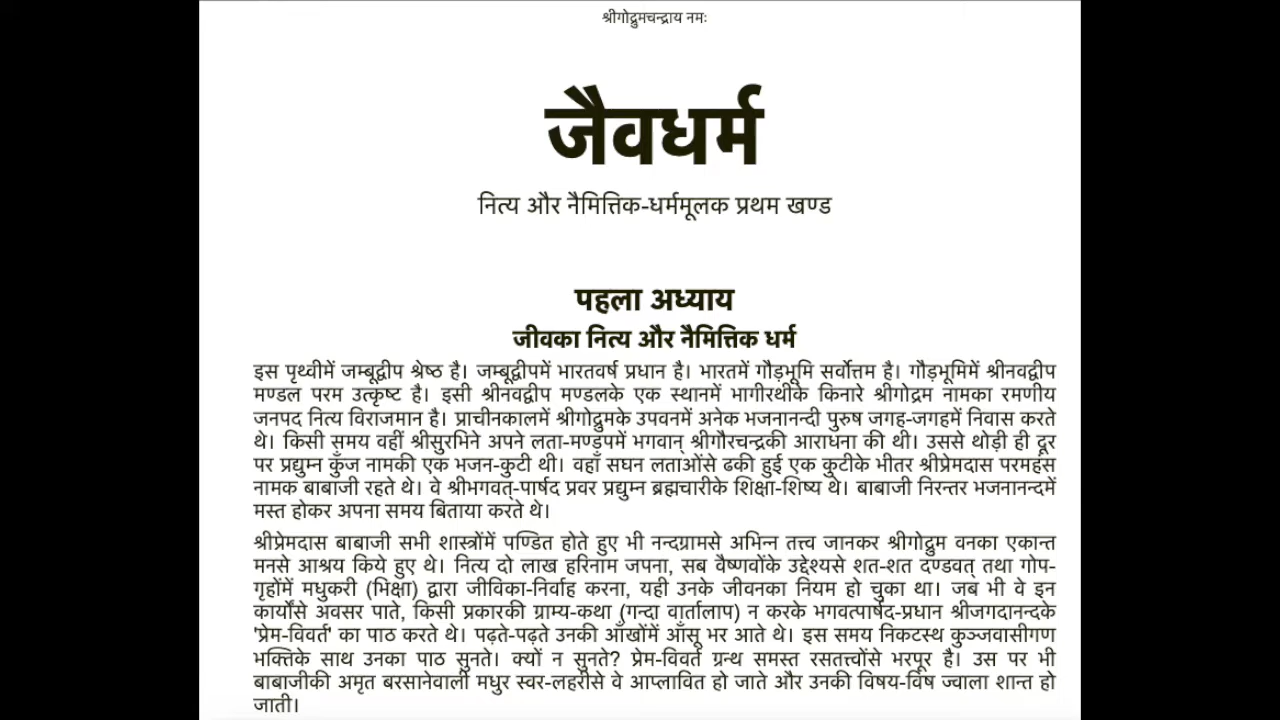 श्रीगोद्रुमचन्द्राय नमः
जैवधर्म
नित्य और नैमित्तिक-धर्ममूलक प्रथम खण्ड
पहला अध्याय
जीवका नित्य और नैमित्तिक धर्म
इस पृथ्वीमें जम्बूद्वीप श्रेष्ठ है। जम्बूद्वीपमें भारतवर्ष प्रधान है। भारतमें गौड़भूमि सर्वोत्तम है। गौड़भूमिमें श्रीनवद्वीप
मण्डल परम उत्कृष्ट है। इसी श्रीनवद्वीप मण्डलके एक स्थानमें भागीरथीके किनारे श्रीगोद्रम नामका रमणीय
जनपद नित्य विराजमान है। प्राचीनकालमें श्रीगोद्रुमके उपवनमें अनेक भजनानन्दी पुरुष जगह-जगहमें निवास करते
थे। किसी समय वहीं श्रीसुरभिने अपने लता-मण्डपमें भगवान् श्रीगौरचन्द्रकी आराधना की थी। उससे थोड़ी ही दूर
पर प्रद्युम्न कुँज नामकी एक भजन-कुटी थी। वहाँ सघन लताओंसे ढकी हुई एक कुटीके भीतर श्रीप्रेमदास परमहंस
नामक बाबाजी रहते थे। वे श्रीभगवत्-पार्षद प्रवर प्रद्युम्न ब्रह्मचारीके शिक्षा-शिष्य थे। बाबाजी निरन्तर भजनानन्दमें
मस्त होकर अपना समय बिताया करते थे।
श्रीप्रेमदास बाबाजी सभी शास्त्रोंमें पण्डित होते हुए भी नन्दग्रामसे अभिन्न तत्त्व जानकर श्रीगोद्रुम वनका एकान्त
मनसे आश्रय किये हुए थे। नित्य दो लाख हरिनाम जपना, सब वैष्णवोंके उद्देश्यसे शत-शत दण्डवत् तथा गोप-
गृहोंमें मधुकरी (भिक्षा) द्वारा जीविका-निर्वाह करना, यही उनके जीवनका नियम हो चुका था। जब भी वे इन
कार्योंसे अवसर पाते, किसी प्रकारकी ग्राम्य-कथा (गन्दा वार्तालाप) न करके भगवत्पार्षद-प्रधान श्रीजगदानन्दके
'प्रेम-विवर्त' का पाठ करते थे। पढ़ते-पढ़ते उनकी आँखोंमें आँसू भर आते थे। इस समय निकटस्थ कुञ्जवासीगण
भक्तिके साथ उनका पाठ सुनते। क्यों न सुनते? प्रेम-विवर्त ग्रन्थ समस्त रसतत्त्वोंसे भरपूर है। उस पर भी
बाबाजीकी अमृत बरसानेवाली मधुर स्वर-लहरीसे वे आप्लावित हो जाते और उनकी विषय-विष ज्वाला शान्त हो
जाती।